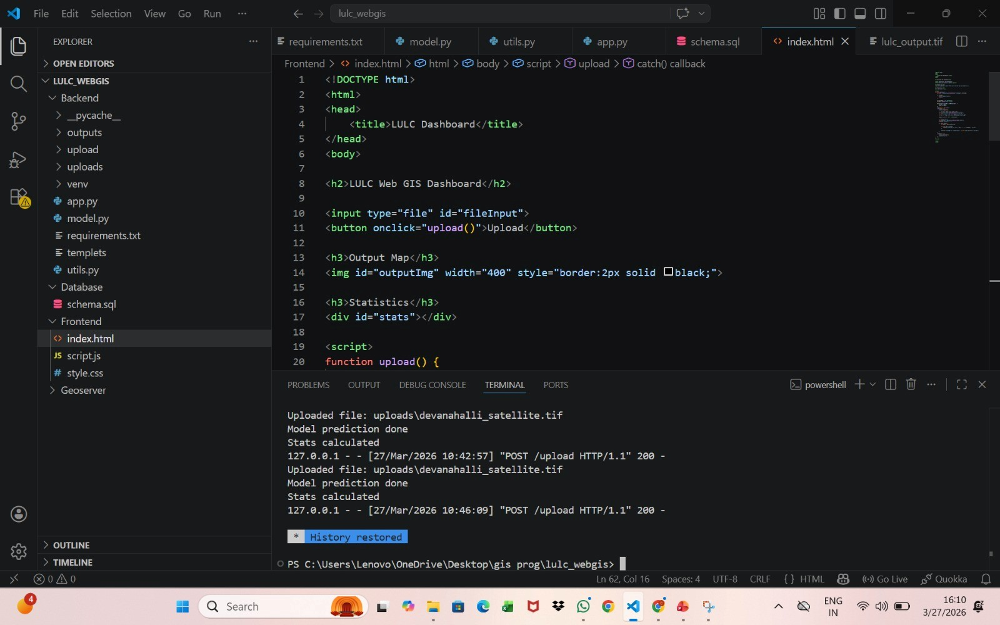 File Edit Selection View Go Run ···
lulc_webgis
EXPLORER
OPEN EDITORS
LULC_WEBGIS
Backend
__pycache__
outputs
upload
uploads
venv
app.py
model.py
requirements.txt
templets
utils.py
Database
schema.sql
Frontend
index.html
JS script.js
# style.css
Geoserver
OUTLINE
TIMELINE
requirements.txt model.py utils.py app.py schema.sql index.html lulc_output.tif
Frontend > index.html > html > body > script > upload > catch() callback
1 <!DOCTYPE html>
2 <html>
3 <head>
4 <title>LULC Dashboard</title>
5 </head>
6 <body>
7
8 <h2>LULC Web GIS Dashboard</h2>
9
10 <input type="file" id="fileInput">
11 <button onclick="upload()">Upload</button>
12
13 <h3>Output Map</h3>
14 <img id="outputImg" width="400" style="border:2px solid black;">
15
16 <h3>Statistics</h3>
17 <div id="stats"></div>
18
19 <script>
20 function upload() {
PROBLEMS OUTPUT DEBUG CONSOLE TERMINAL PORTS
powershell
Uploaded file: uploads\devanahalli_satellite.tif
Model prediction done
Stats calculated
127.0.0.1 - - [27/Mar/2026 10:42:57] "POST /upload HTTP/1.1" 200 -
Uploaded file: uploads\devanahalli_satellite.tif
Model prediction done
Stats calculated
127.0.0.1 - - [27/Mar/2026 10:46:09] "POST /upload HTTP/1.1" 200 -
* History restored
PS C:\Users\Lenovo\OneDrive\Desktop\gis prog\lulc_webgis>
0 0 Ln 62, Col 16 Spaces: 4 UTF-8 CRLF { } HTML Go Live Quokka
4 Search ENG IN 16:10 3/27/2026